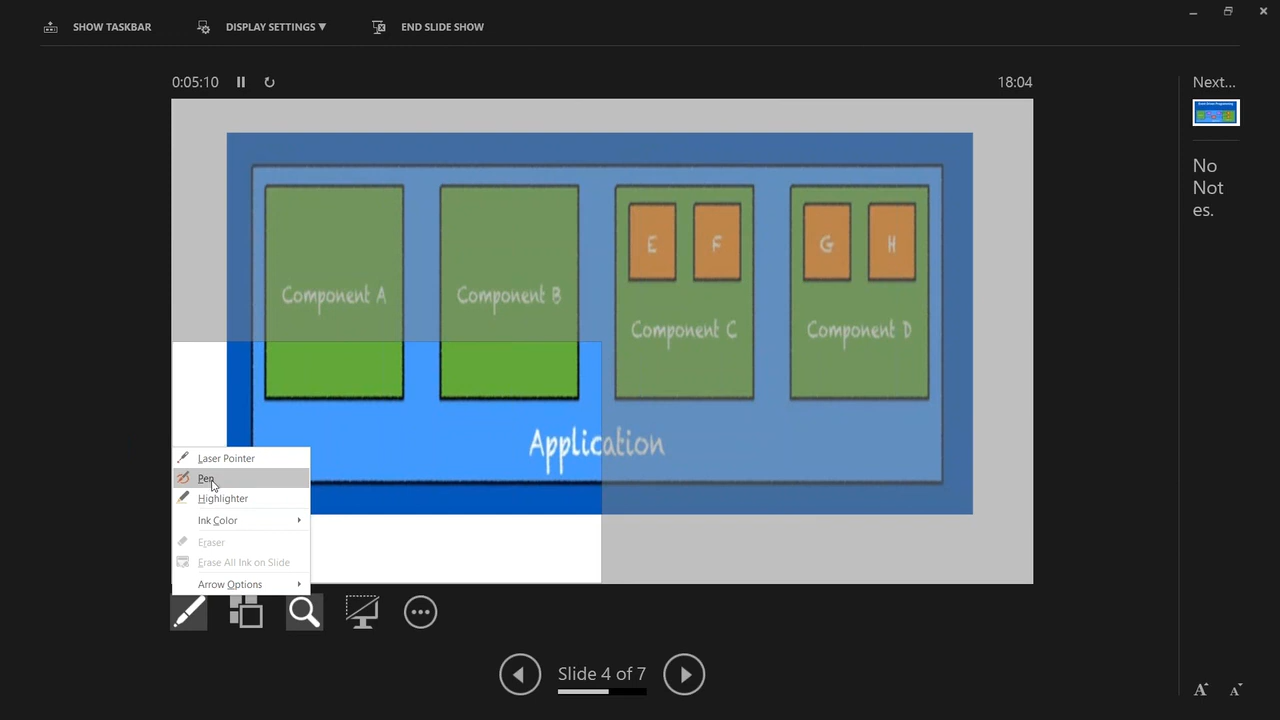 SHOW TASKBAR
DISPLAY SETTINGS ▼
END SLIDE SHOW
0:05:10
18:04
Next...
E
F
G
H
Component A
Component B
Component C
Component D
Application
No
Not
es.
Laser Pointer
Pen
Highlighter
Ink Color
Eraser
Erase All Ink on Slide
Arrow Options
Slide 4 of 7
A
A